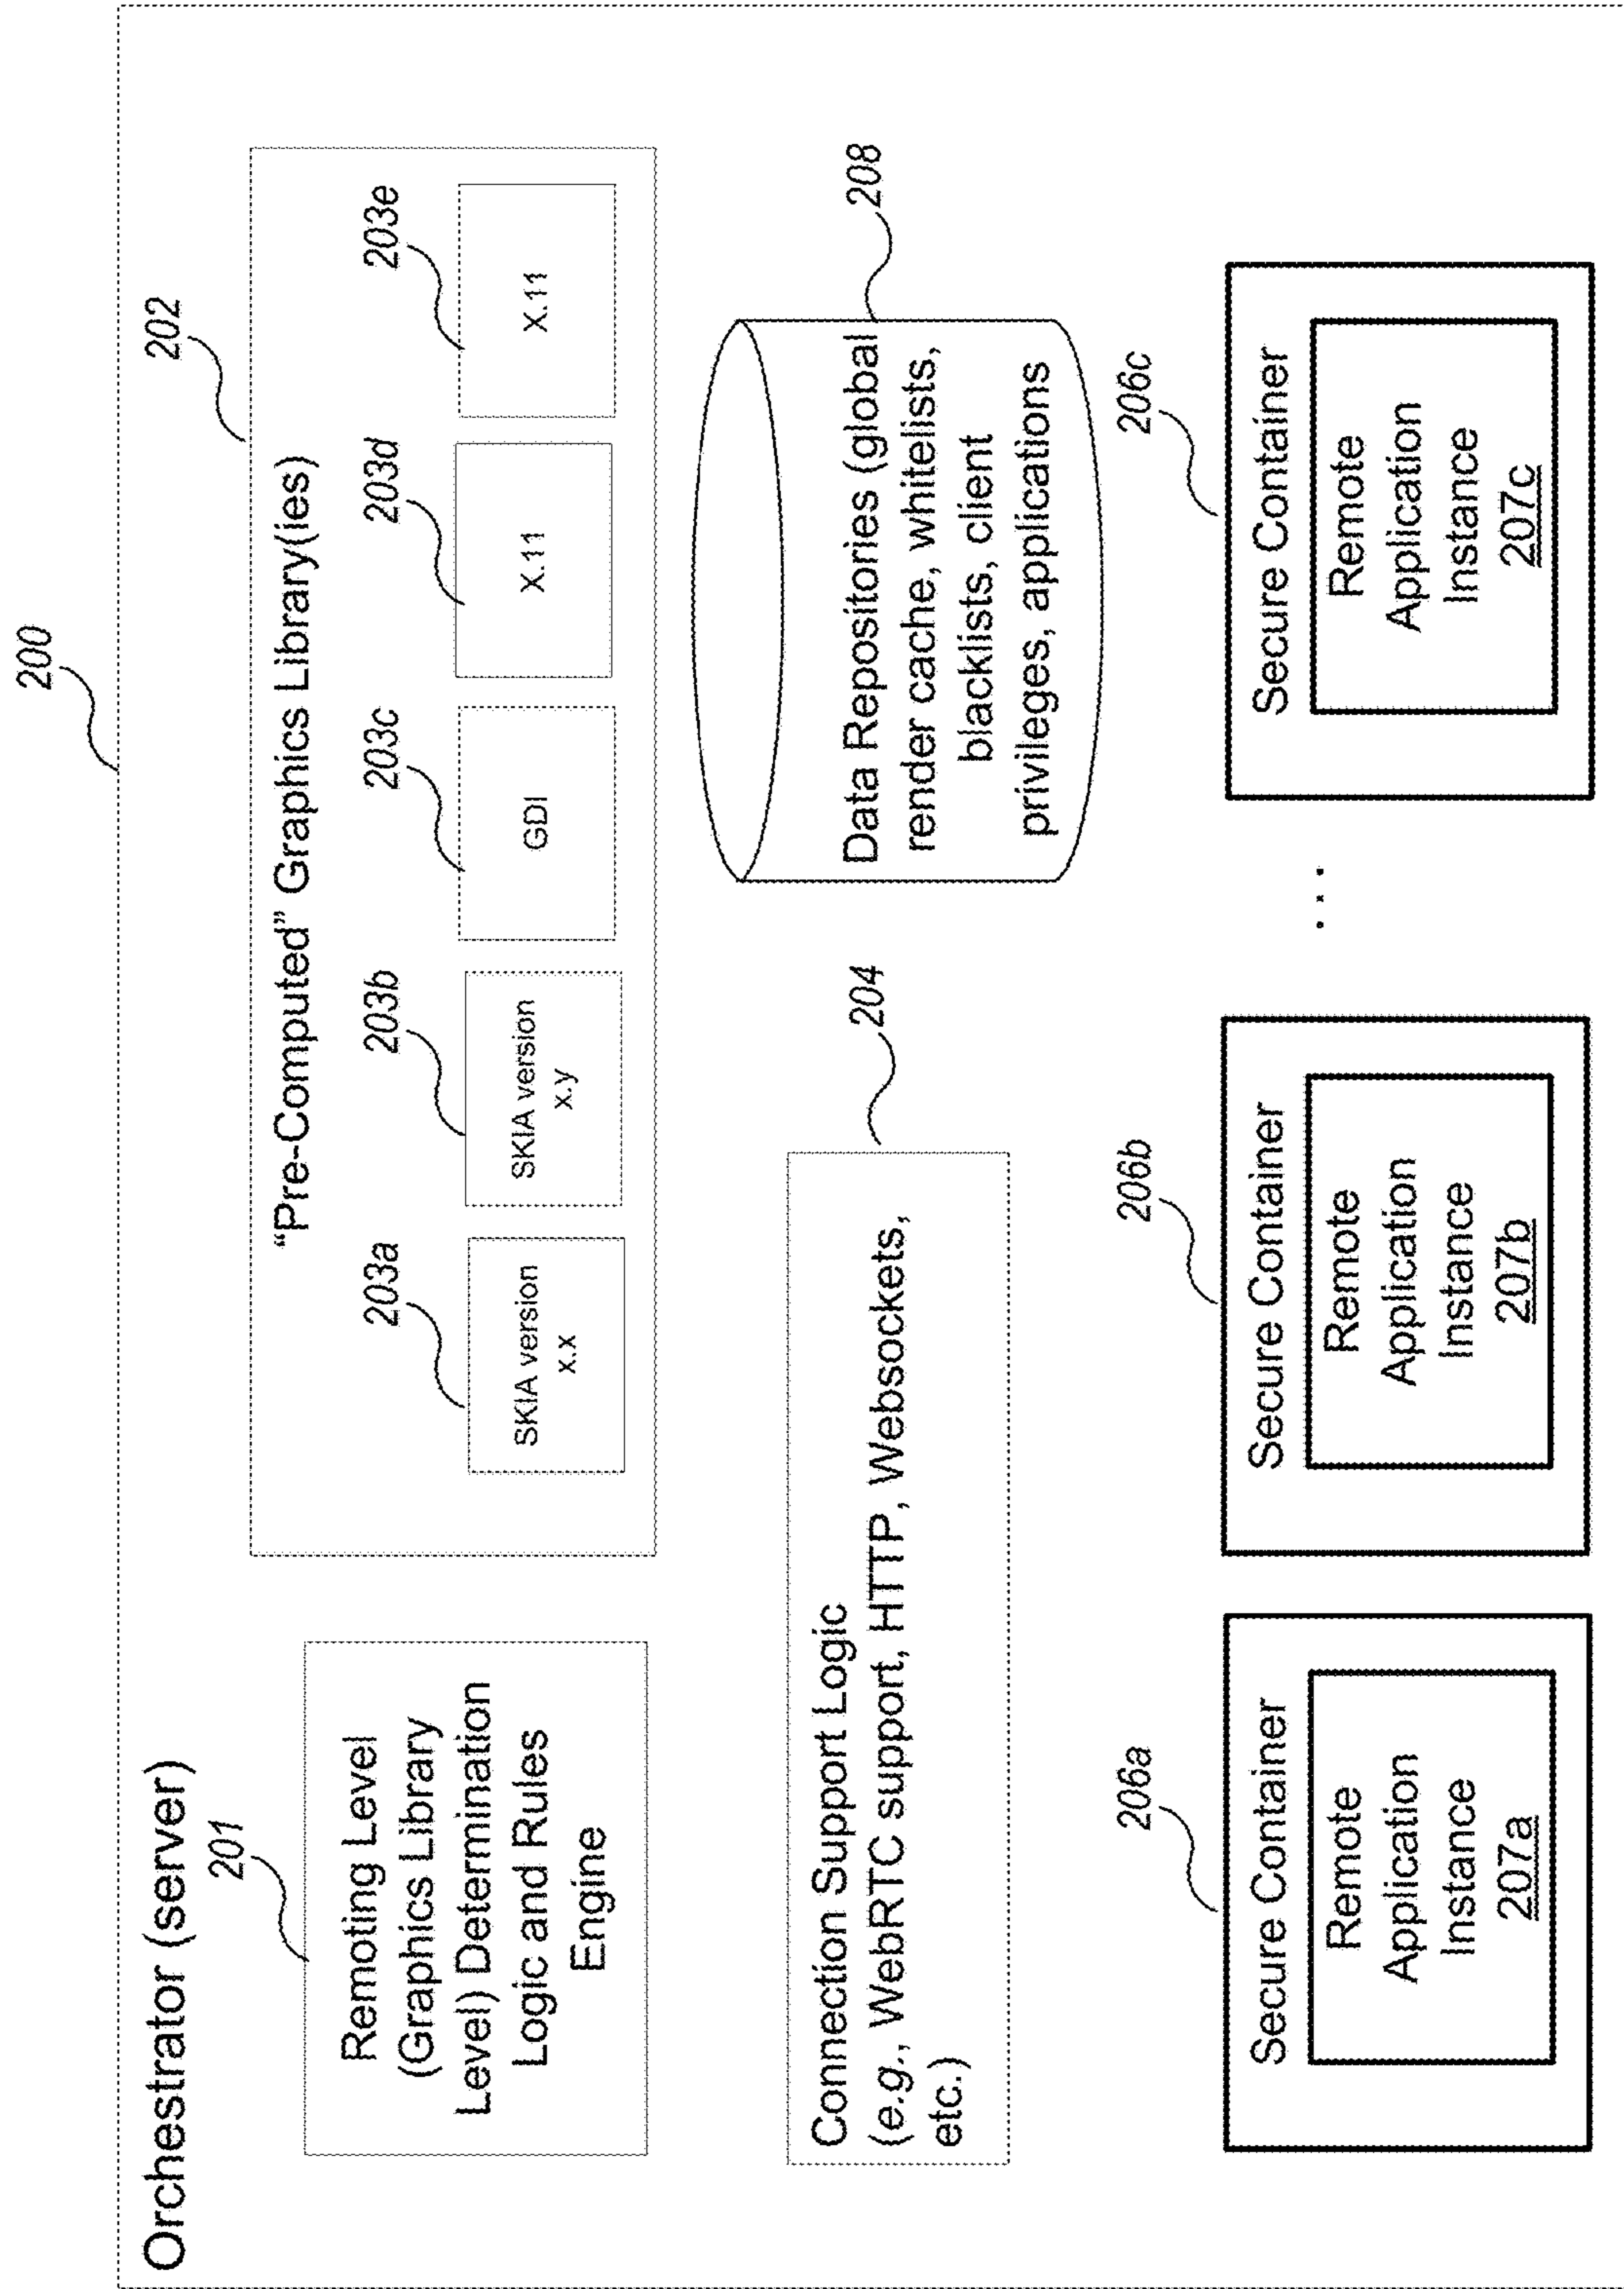 200
Orchestrator (server)
201
Remoting Level
(Graphics Library
Level) Determination
Logic and Rules
Engine
202
“Pre-Computed” Graphics Library(ies)
203a
SKIA version
x.x
203b
SKIA version
x.y
203c
GDI
203d
X.11
203e
X.11
204
Connection Support Logic
(e.g., WebRTC support, HTTP, Websockets,
etc.)
208
Data Repositories (global
render cache, whitelists,
blacklists, client
privileges, applications
206a
Secure Container
Remote
Application
Instance
207a
206b
Secure Container
Remote
Application
Instance
207b
. . .
206c
Secure Container
Remote
Application
Instance
207c